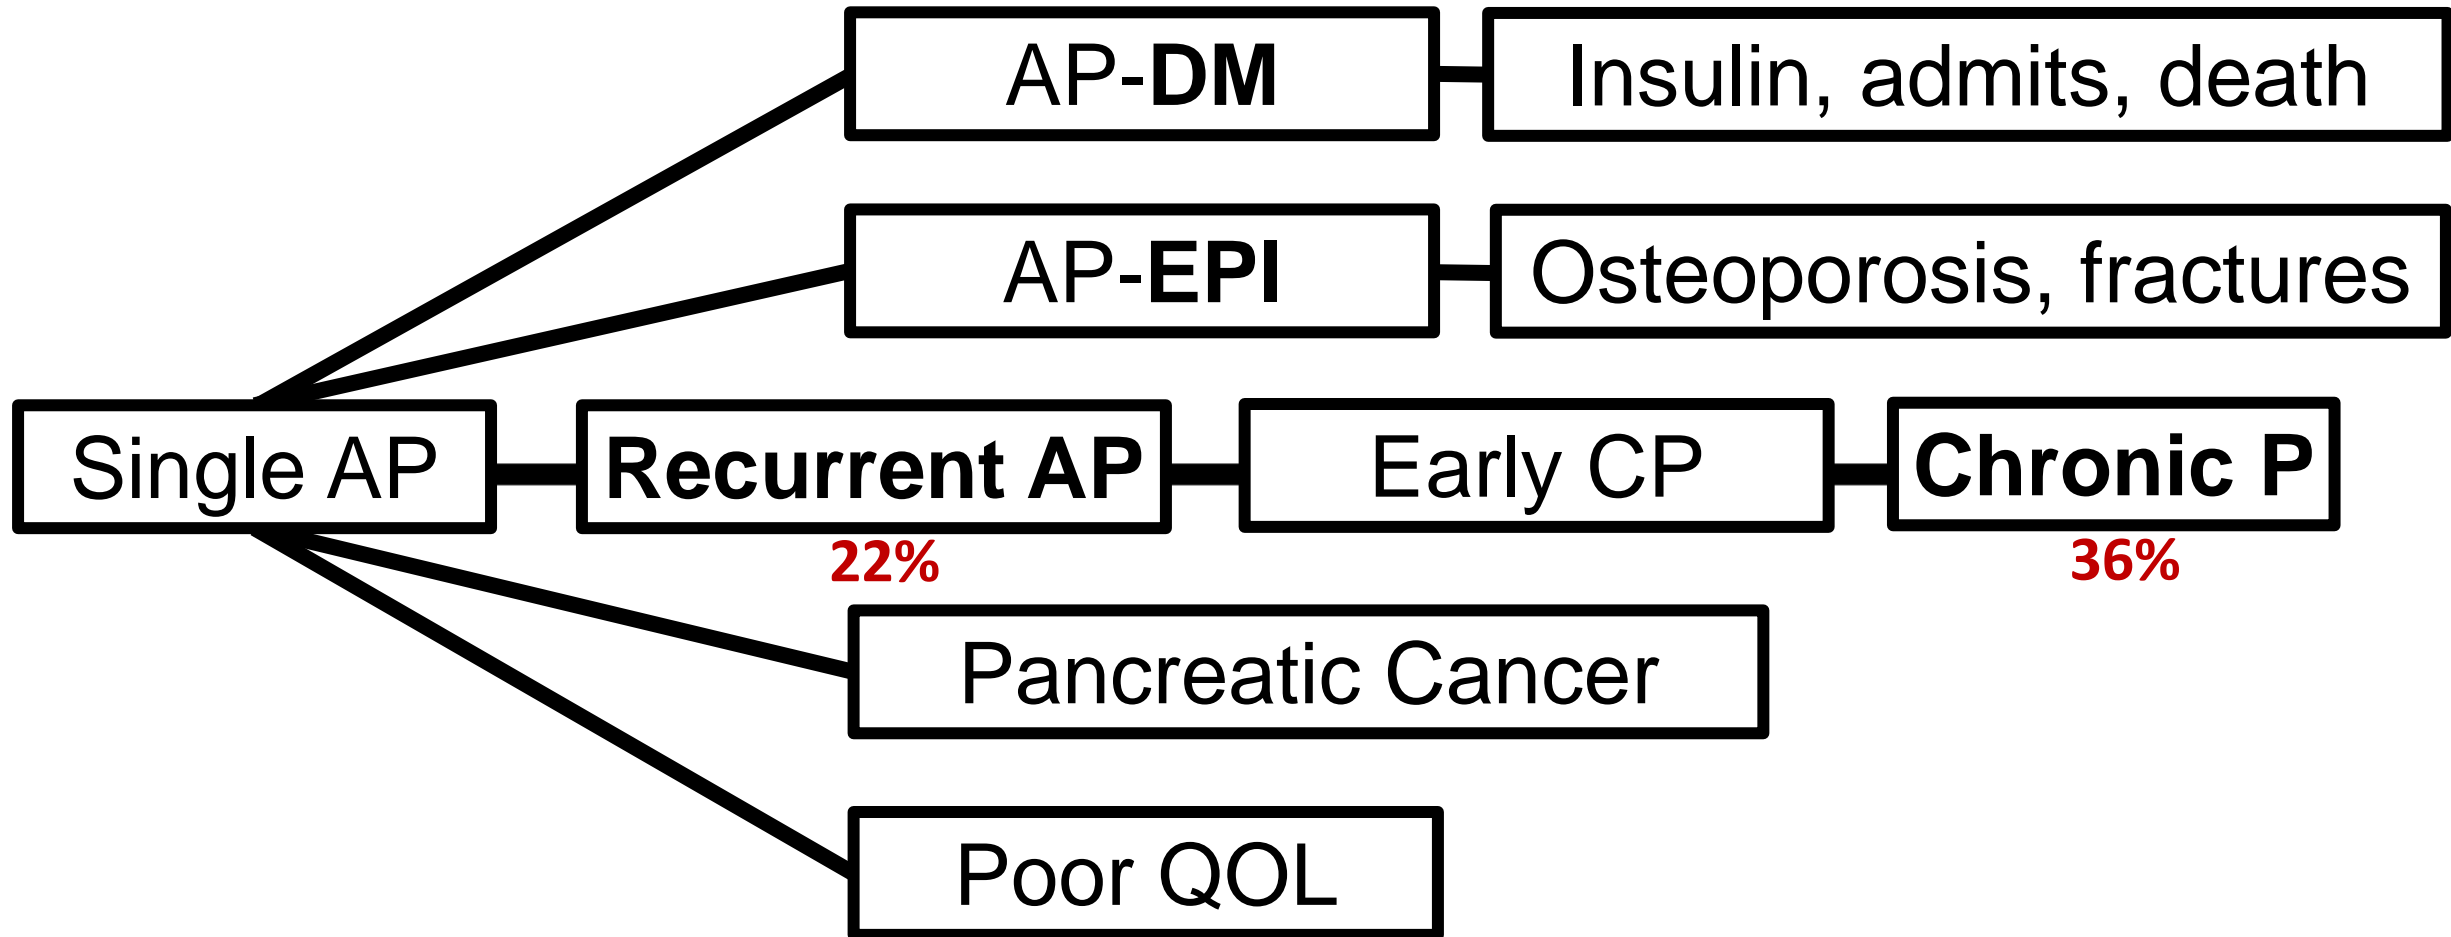 AP-DM
Insulin, admits, death
AP-EPI
Osteoporosis, fractures
Single AP
Recurrent AP
Early CP
Chronic P
22%
36%
Pancreatic Cancer
Poor QOL